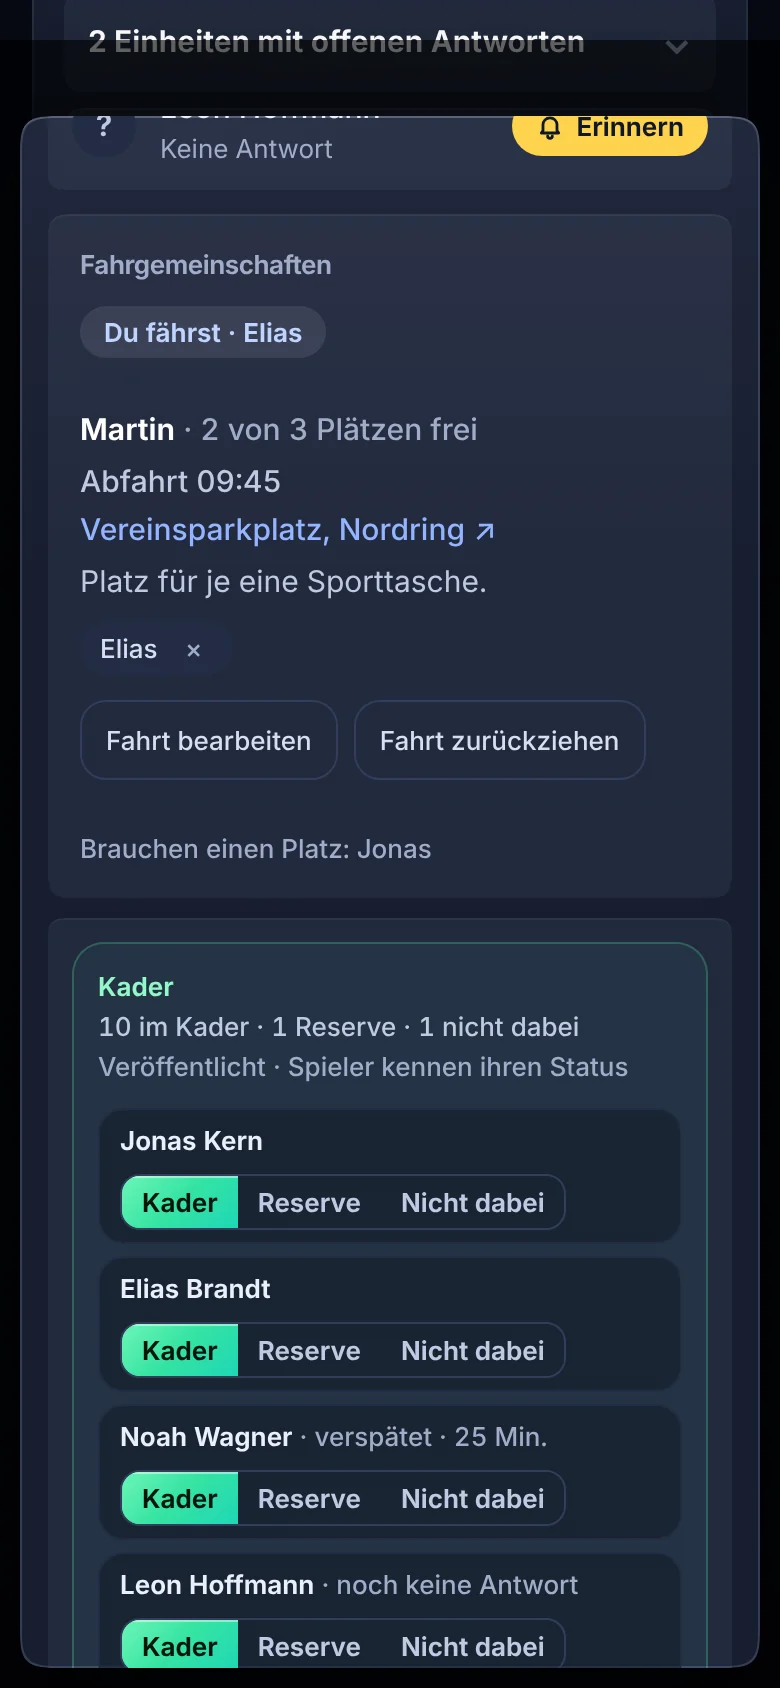 2 Einheiten mit offenen Antworten
?
Leon Hoffmann
Keine Antwort
Erinnern
Fahrgemeinschaften
Du fährst · Elias
Martin · 2 von 3 Plätzen frei
Abfahrt 09:45
Vereinsparkplatz, Nordring ↗
Platz für je eine Sporttasche.
Elias ×
Fahrt bearbeiten
Fahrt zurückziehen
Brauchen einen Platz: Jonas
Kader
10 im Kader · 1 Reserve · 1 nicht dabei
Veröffentlicht · Spieler kennen ihren Status
Jonas Kern
Kader Reserve Nicht dabei
Elias Brandt
Kader Reserve Nicht dabei
Noah Wagner · verspätet · 25 Min.
Kader Reserve Nicht dabei
Leon Hoffmann · noch keine Antwort
Kader Reserve Nicht dabei